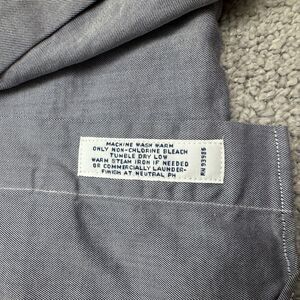 MACHINE WASH WARM
ONLY NON-CHLORINE BLEACH
TUMBLE DRY LOW
WARM STEAM IRON IF NEEDED
OR COMMERCIALLY LAUNDER-
FINISH AT NEUTRAL PH
RN 93986